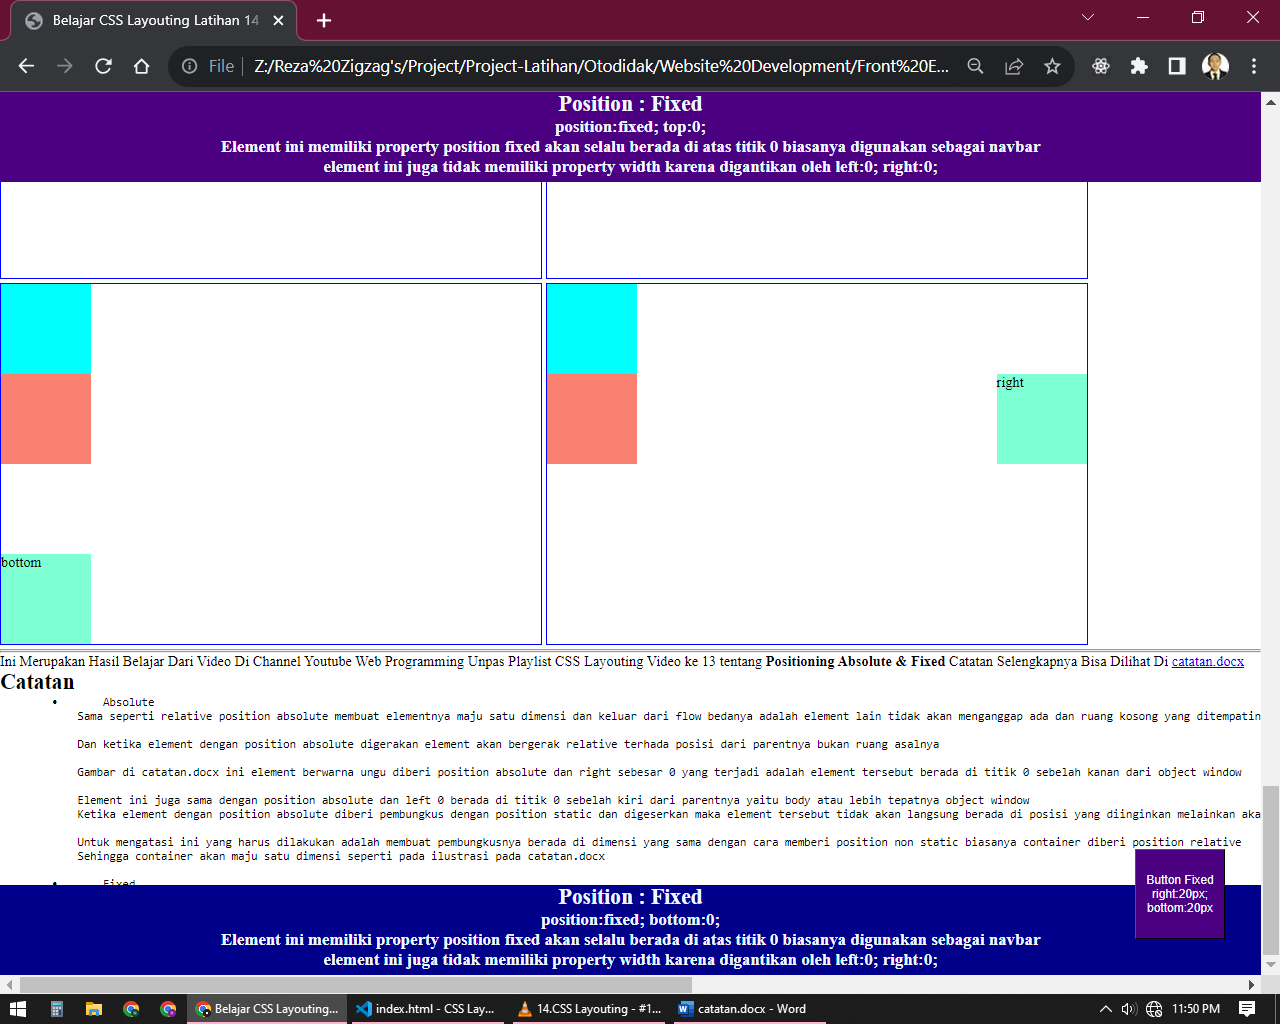 Belajar CSS Layouting Latihan 14
File
Z:/Reza%20Zigzag's/Project/Project-Latihan/Otodidak/Website%20Development/Front%20E...
Position : Fixed
position:fixed; top:0;
Element ini memiliki property position fixed akan selalu berada di atas titik 0 biasanya digunakan sebagai navbar
element ini juga tidak memiliki property width karena digantikan oleh left:0; right:0;
right
bottom
Ini Merupakan Hasil Belajar Dari Video Di Channel Youtube Web Programming Unpas Playlist CSS Layouting Video ke 13 tentang Positioning Absolute & Fixed Catatan Selengkapnya Bisa Dilihat Di catatan.docx
Catatan
• Absolute
Sama seperti relative position absolute membuat elementnya maju satu dimensi dan keluar dari flow bedanya adalah element lain tidak akan menganggap ada dan ruang kosong yang ditempatin
Dan ketika element dengan position absolute digerakan element akan bergerak relative terhada posisi dari parentnya bukan ruang asalnya
Gambar di catatan.docx ini element berwarna ungu diberi position absolute dan right sebesar 0 yang terjadi adalah element tersebut berada di titik 0 sebelah kanan dari object window
Element ini juga sama dengan position absolute dan left 0 berada di titik 0 sebelah kiri dari parentnya yaitu body atau lebih tepatnya object window
Ketika element dengan position absolute diberi pembungkus dengan position static dan digeserkan maka element tersebut tidak akan langsung berada di posisi yang diinginkan melainkan aka
Untuk mengatasi ini yang harus dilakukan adalah membuat pembungkusnya berada di dimensi yang sama dengan cara memberi position non static biasanya container diberi position relative
Sehingga container akan maju satu dimensi seperti pada ilustrasi pada catatan.docx
• Fixed
Button Fixed
right:20px;
bottom:20px
Position : Fixed
position:fixed; bottom:0;
Element ini memiliki property position fixed akan selalu berada di atas titik 0 biasanya digunakan sebagai navbar
element ini juga tidak memiliki property width karena digantikan oleh left:0; right:0;
Belajar CSS Layouting...
index.html - CSS Lay...
14.CSS Layouting - #1...
catatan.docx - Word
11:50 PM